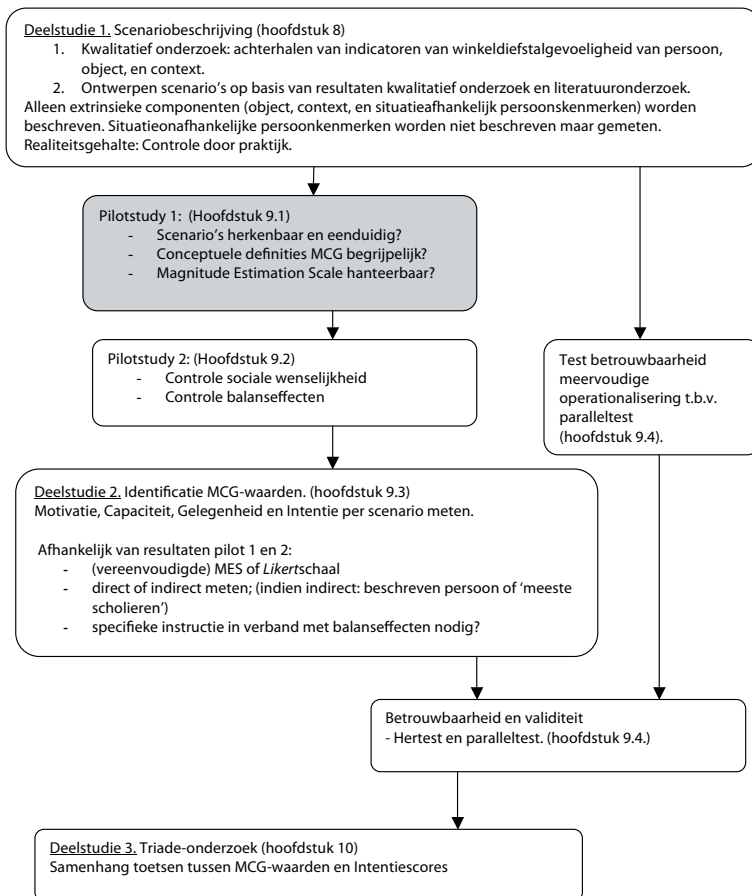 Deelstudie 1. Scenariobeschrijving (hoofdstuk 8)
1. Kwalitatief onderzoek: achterhalen van indicatoren van winkeldiefstalgevoeligheid van persoon,
object, en context.
2. Ontwerpen scenario's op basis van resultaten kwalitatief onderzoek en literatuuronderzoek.
Alleen extrinsieke componenten (object, context, en situatieafhankelijk persoonskenmerken) worden
beschreven. Situatieonafhankelijke persoonkenmerken worden niet beschreven maar gemeten.
Realiteitsgehalte: Controle door praktijk.
Pilotstudy 1: (Hoofdstuk 9.1)
- Scenario's herkenbaar en eenduidig?
- Conceptuele definities MCG begrijpelijk?
- Magnitude Estimation Scale hanteerbaar?
Pilotstudy 2: (Hoofdstuk 9.2)
- Controle sociale wenselijkheid
- Controle balanseffecten
Test betrouwbaarheid
meervoudige
operationalisering t.b.v.
paralleltest
(hoofdstuk 9.4).
Deelstudie 2. Identificatie MCG-waarden. (hoofdstuk 9.3)
Motivatie, Capaciteit, Gelegenheid en Intentie per scenario meten.
Afhankelijk van resultaten pilot 1 en 2:
- (vereenvoudigde) MES of Likertschaal
- direct of indirect meten; (indien indirect: beschreven persoon of 'meeste
scholieren')
- specifieke instructie in verband met balanseffecten nodig?
Betrouwbaarheid en validiteit
- Hertest en paralleltest. (hoofdstuk 9.4.)
Deelstudie 3. Triade-onderzoek (hoofdstuk 10)
Samenhang toetsen tussen MCG-waarden en Intentiescores